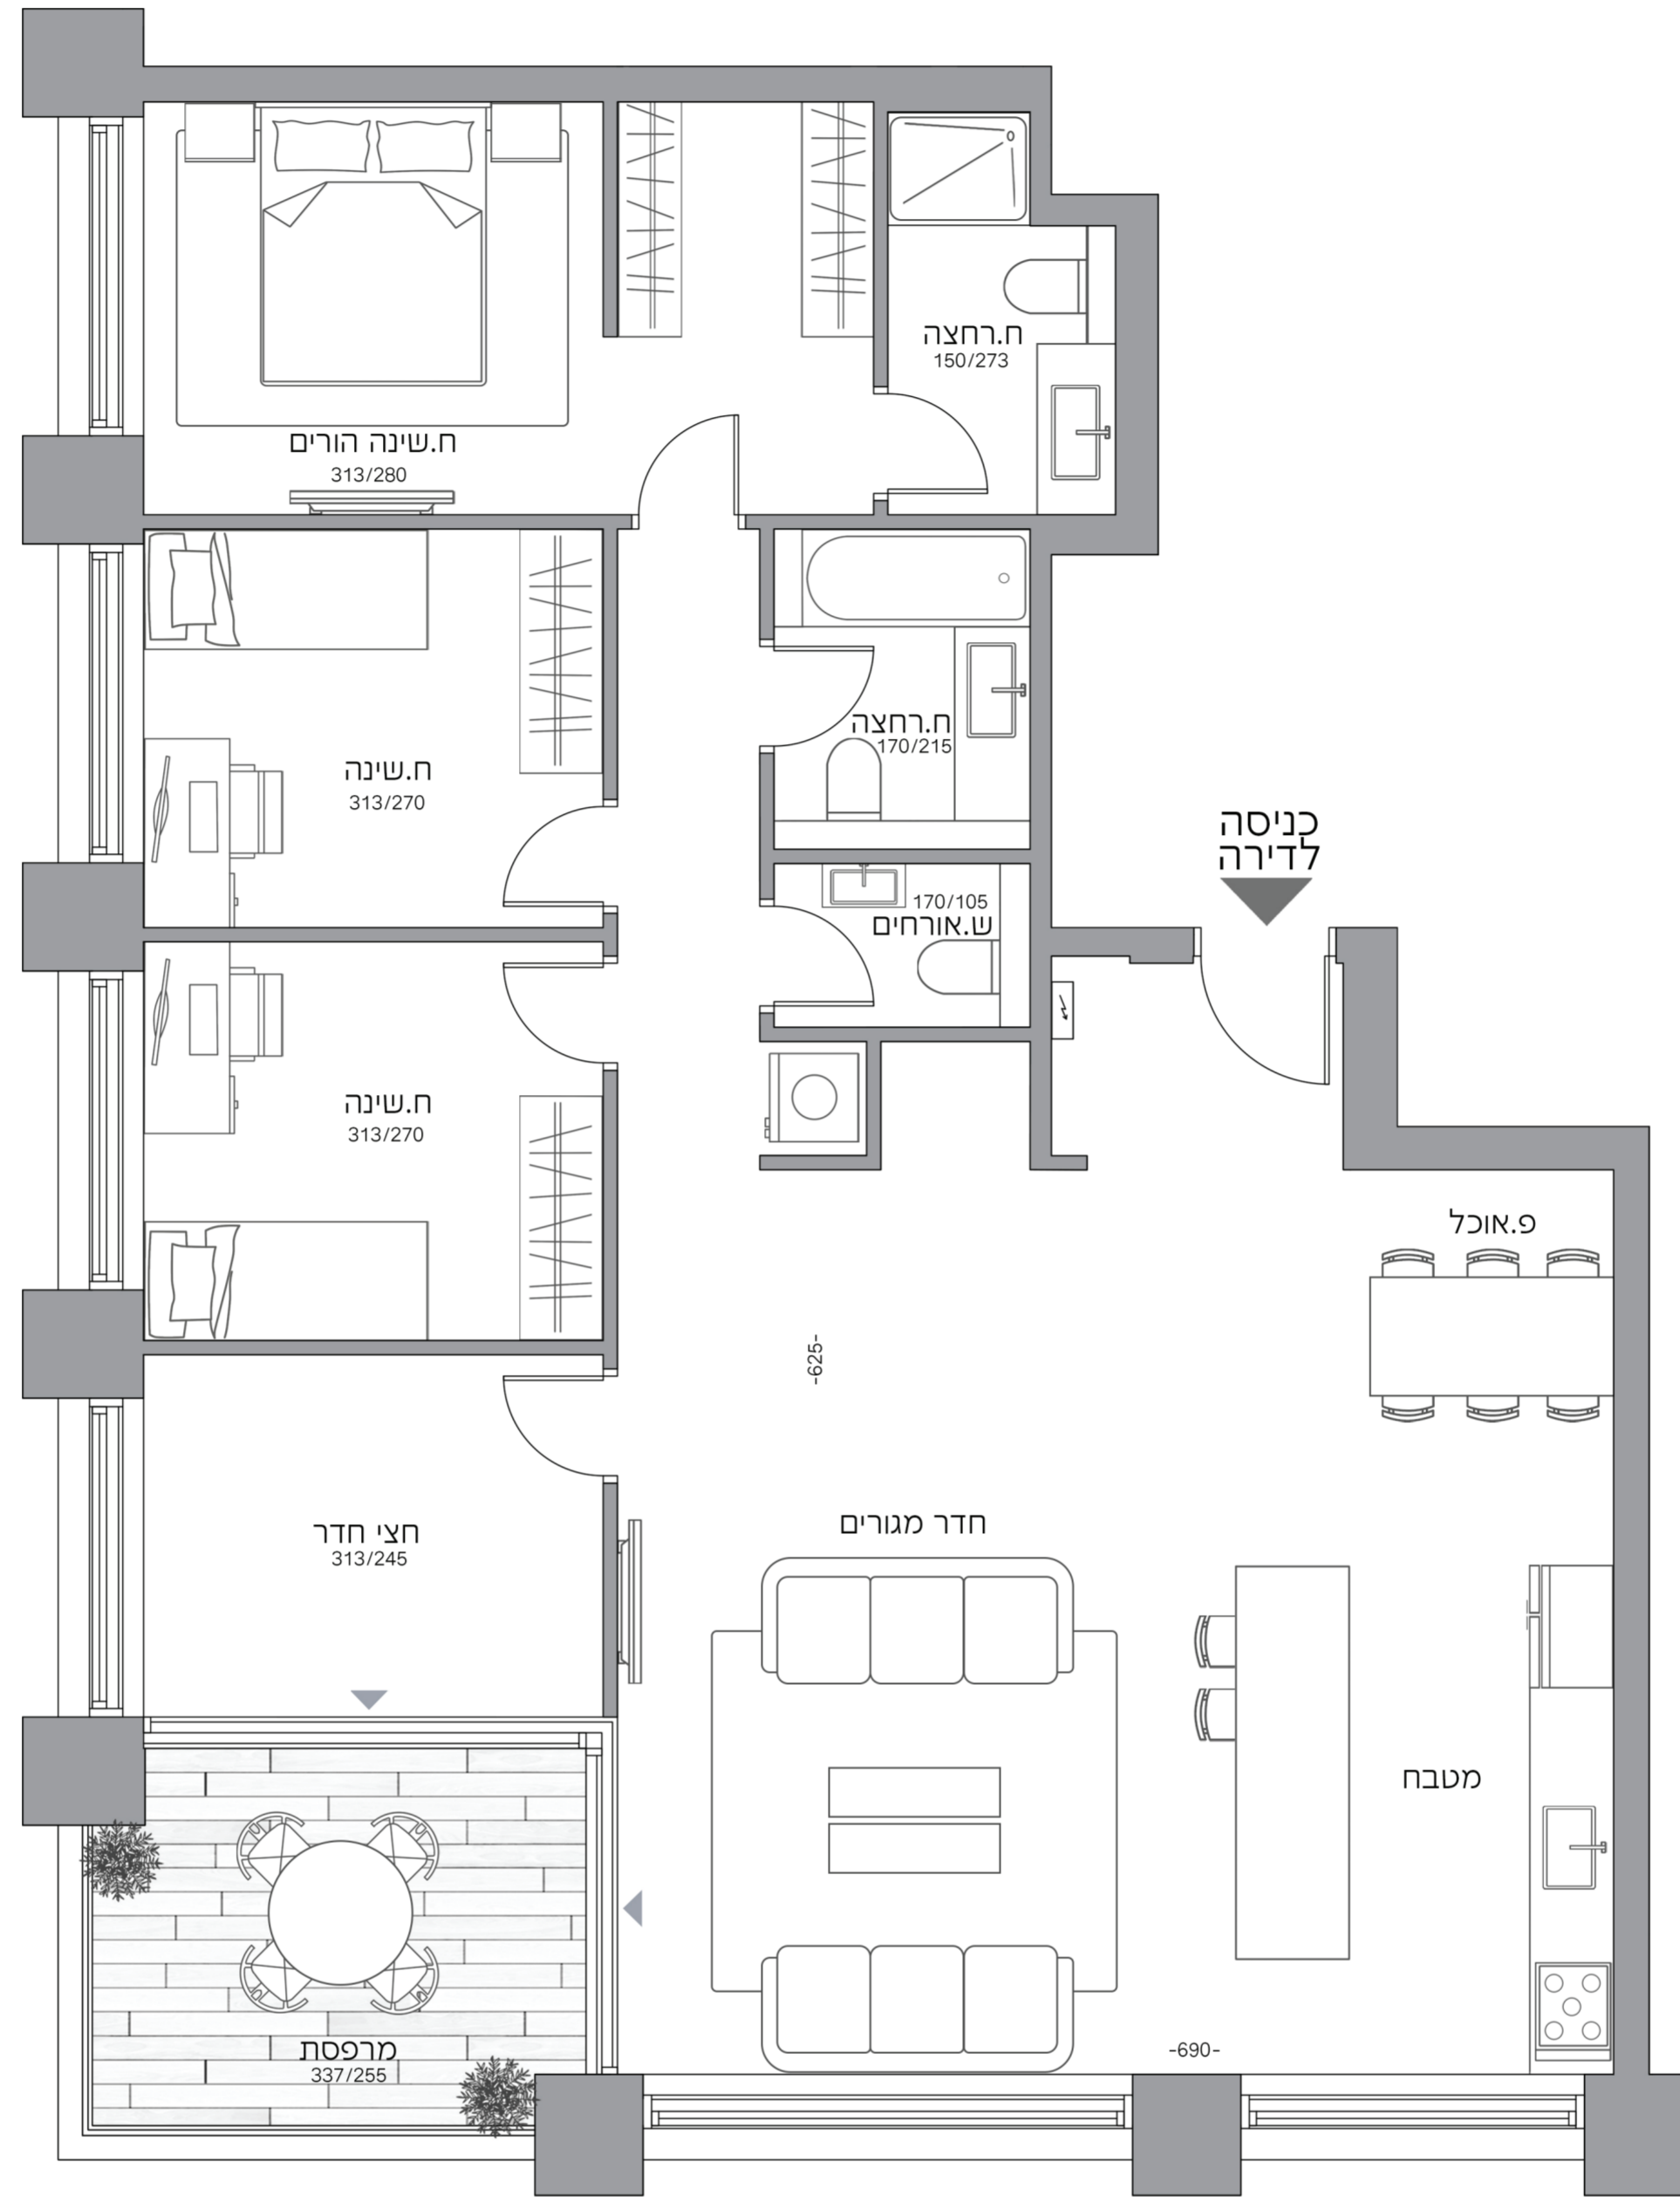 ח.רחצה
150/273
ח.שינה הורים
313/280
ח.רחצה
170/215
ח.שינה
313/270
כניסה
לדירה
170/105
ש.אורחים
ח.שינה
313/270
פ.אוכל
-625-
חדר מגורים
חצי חדר
313/245
מטבח
מרפסת
337/255
-690-